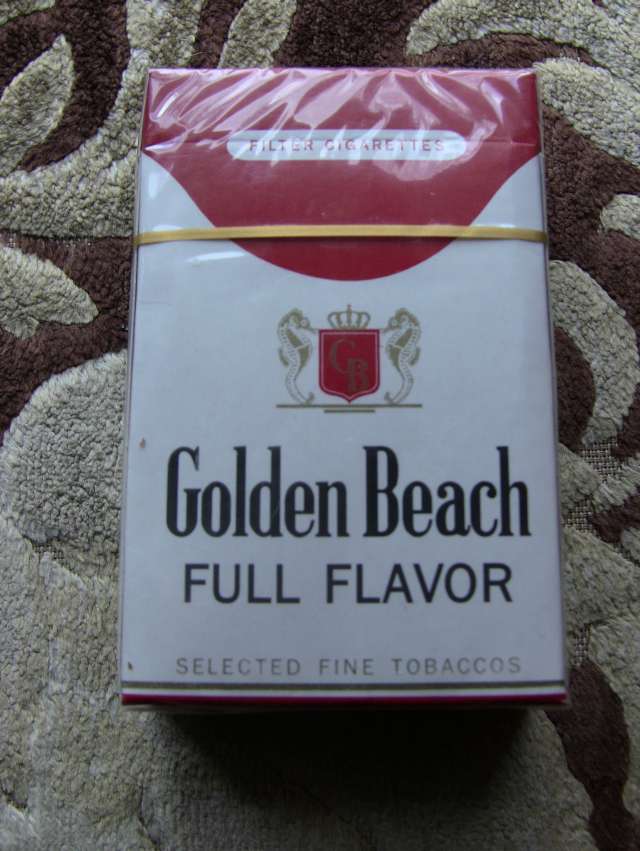 FILTER CIGARETTES
GB
Golden Beach
FULL FLAVOR
SELECTED FINE TOBACCOS